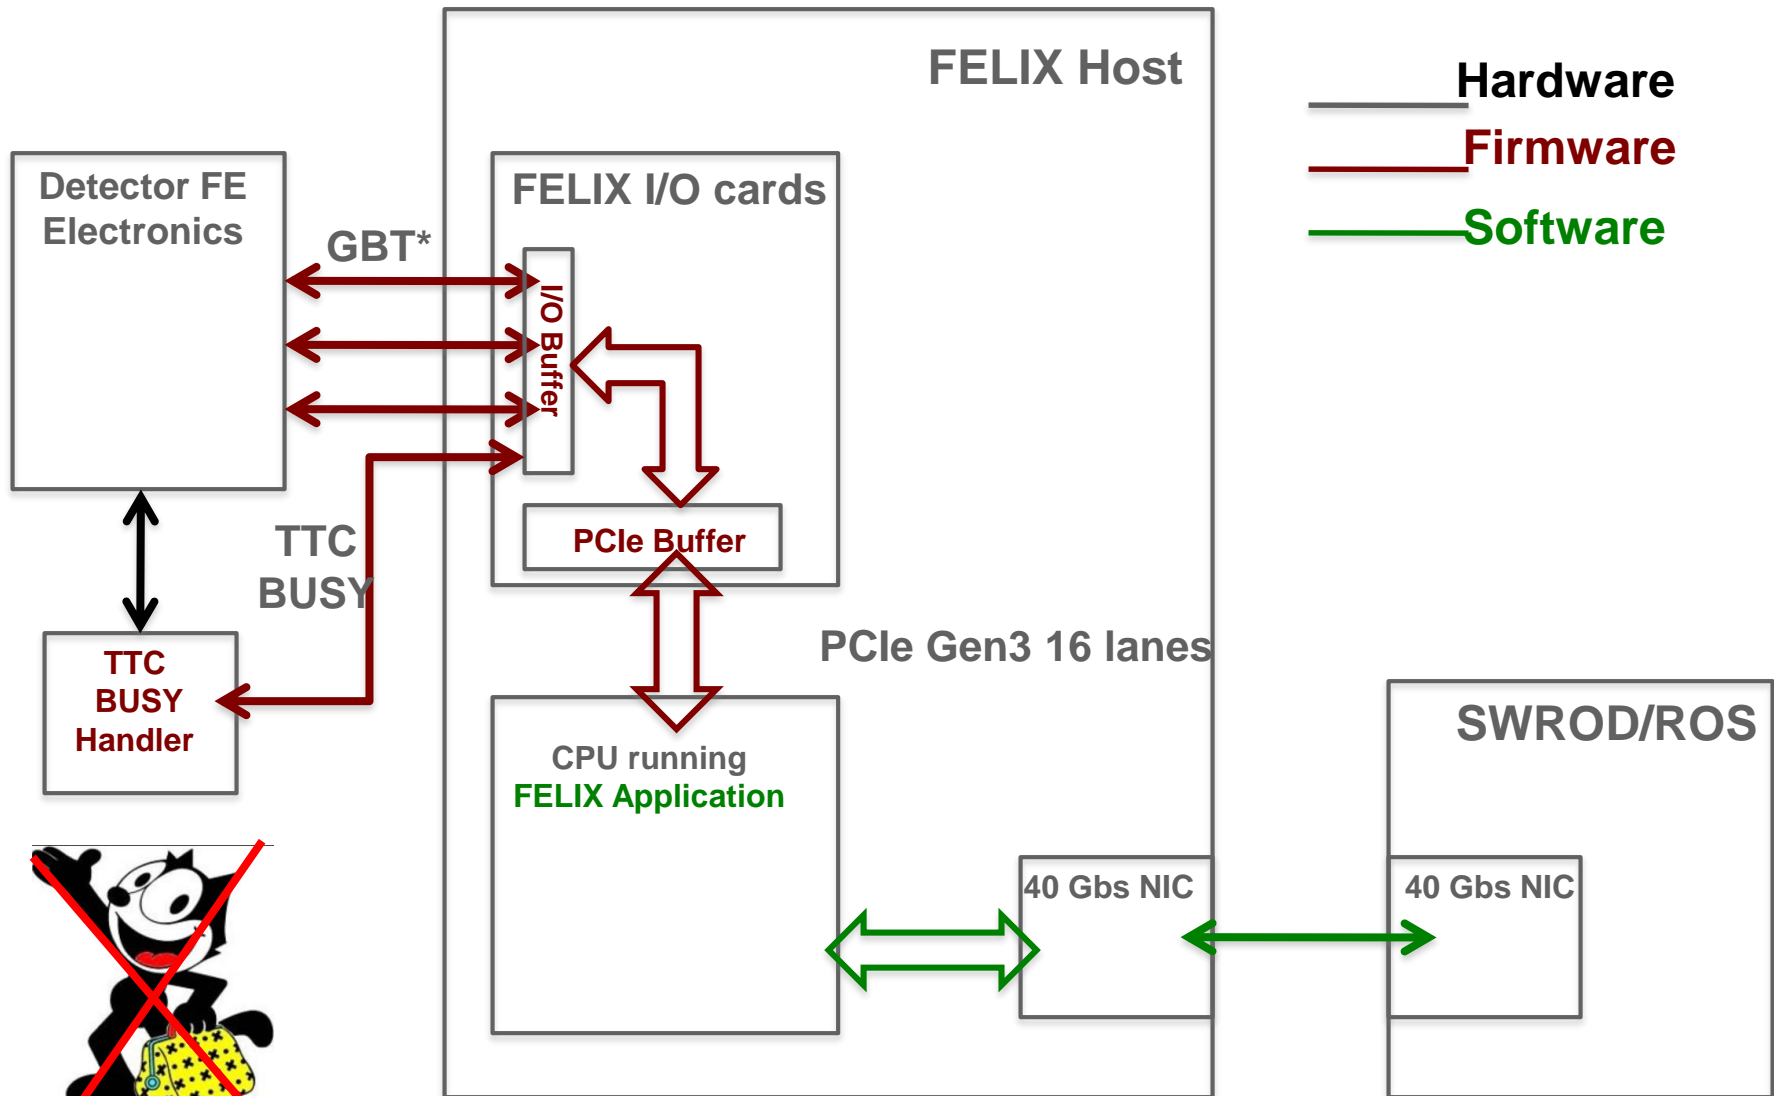 FELIX Host
Hardware
Firmware
Software
Detector FE
Electronics
GBT*
FELIX I/O cards
I/O Buffer
PCIe Buffer
TTC
BUSY
TTC
BUSY
Handler
PCIe Gen3 16 lanes
CPU running
FELIX Application
40 Gbs NIC
SWROD/ROS
40 Gbs NIC